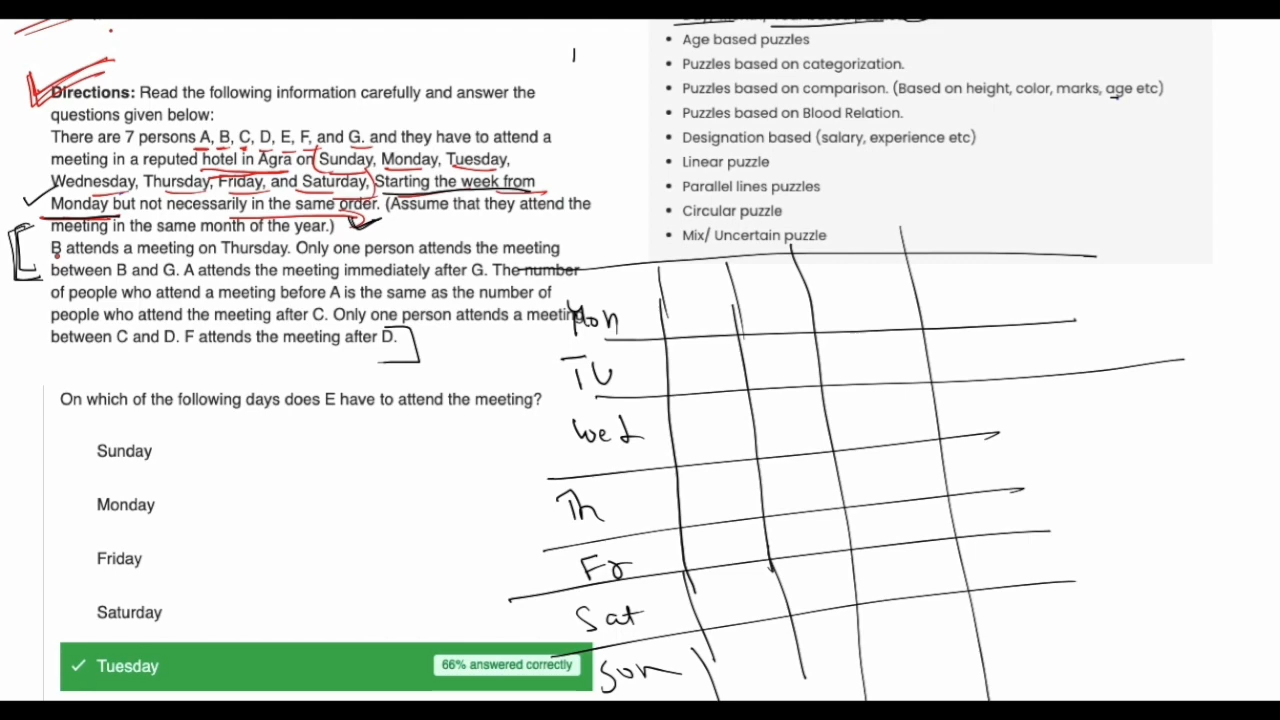 Directions: Read the following information carefully and answer the
questions given below:
There are 7 persons A, B, C, D, E, F, and G. and they have to attend a
meeting in a reputed hotel in Agra on Sunday, Monday, Tuesday,
Wednesday, Thursday, Friday, and Saturday, Starting the week from
Monday but not necessarily in the same order. (Assume that they attend the
meeting in the same month of the year.)
B attends a meeting on Thursday. Only one person attends the meeting
between B and G. A attends the meeting immediately after G. The number
of people who attend a meeting before A is the same as the number of
people who attend the meeting after C. Only one person attends a meeting
between C and D. F attends the meeting after D.
On which of the following days does E have to attend the meeting?
Sunday
Monday
Friday
Saturday
Tuesday
66% answered correctly
• Age based puzzles
• Puzzles based on categorization.
• Puzzles based on comparison. (Based on height, color, marks, age etc)
• Puzzles based on Blood Relation.
• Designation based (salary, experience etc)
• Linear puzzle
• Parallel lines puzzles
• Circular puzzle
• Mix/ Uncertain puzzle
Mon
Tu
Wed
Th
Fr
Sat
Sun